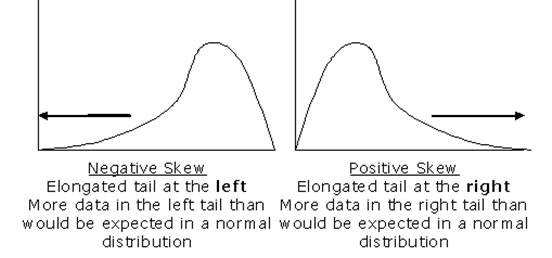 Negative Skew
Elongated tail at the left
More data in the left tail than
would be expected in a normal
distribution
Positive Skew
Elongated tail at the right
More data in the right tail than
would be expected in a normal
distribution